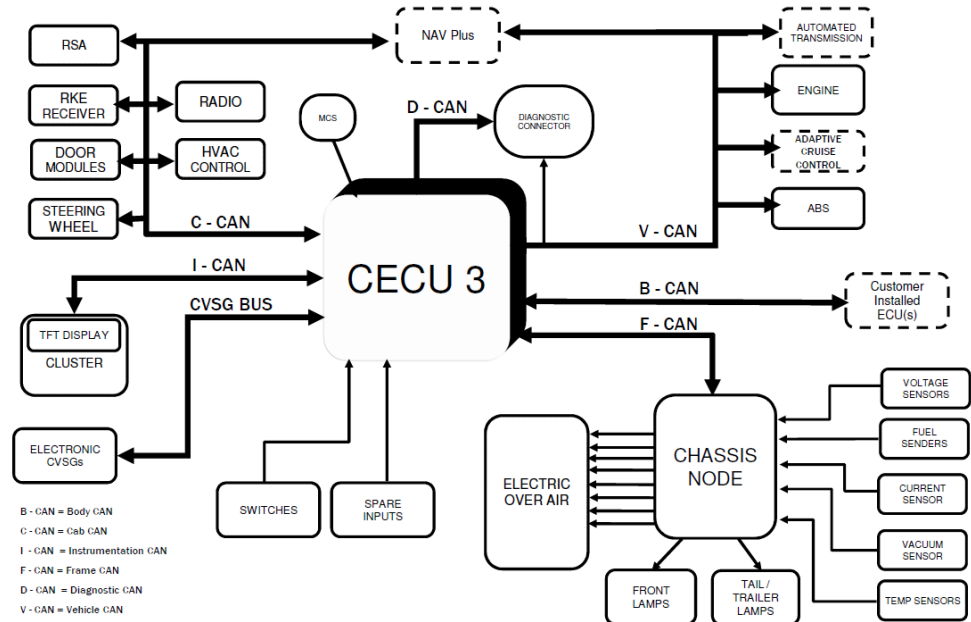 RSA
NAV Plus
AUTOMATED
TRANSMISSION
RKE
RECEIVER
RADIO
MCS
D - CAN
DIAGNOSTIC
CONNECTOR
ENGINE
DOOR
MODULES
HVAC
CONTROL
ADAPTIVE
CRUISE
CONTROL
STEERING
WHEEL
C - CAN
V - CAN
ABS
I - CAN
CECU 3
B - CAN
Customer
Installed
ECU(s)
CVSG BUS
F - CAN
TFT DISPLAY
CLUSTER
VOLTAGE
SENSORS
ELECTRONIC
CVSGs
ELECTRIC
OVER AIR
CHASSIS
NODE
FUEL
SENDERS
CURRENT
SENSOR
SWITCHES
SPARE
INPUTS
VACUUM
SENSOR
FRONT
LAMPS
TAIL /
TRAILER
LAMPS
TEMP SENSORS
B - CAN = Body CAN
C - CAN = Cab CAN
I - CAN = Instrumentation CAN
F - CAN = Frame CAN
D - CAN = Diagnostic CAN
V - CAN = Vehicle CAN